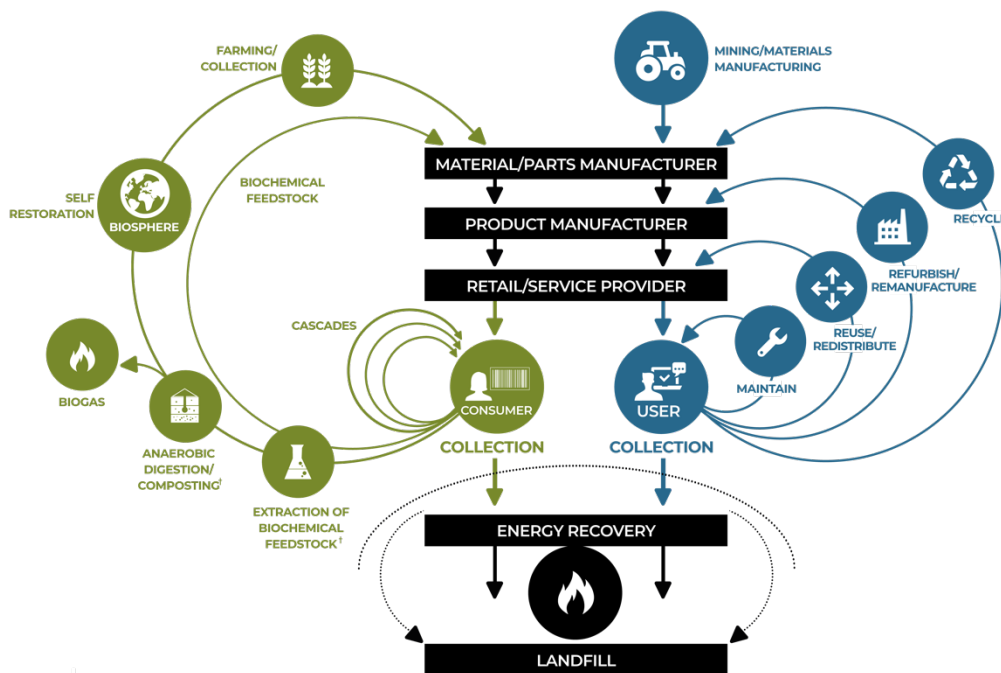 FARMING/
COLLECTION
MINING/MATERIALS
MANUFACTURING
MATERIAL/PARTS MANUFACTURER
BIOCHEMICAL
FEEDSTOCK
SELF
RESTORATION
BIOSPHERE
RECYCLE
PRODUCT MANUFACTURER
REFURBISH/
REMANUFACTURE
RETAIL/SERVICE PROVIDER
CASCADES
REUSE/
REDISTRIBUTE
BIOGAS
CONSUMER
USER
MAINTAIN
COLLECTION
COLLECTION
ANAEROBIC
DIGESTION/
COMPOSTING†
EXTRACTION OF
BIOCHEMICAL
FEEDSTOCK†
ENERGY RECOVERY
LANDFILL